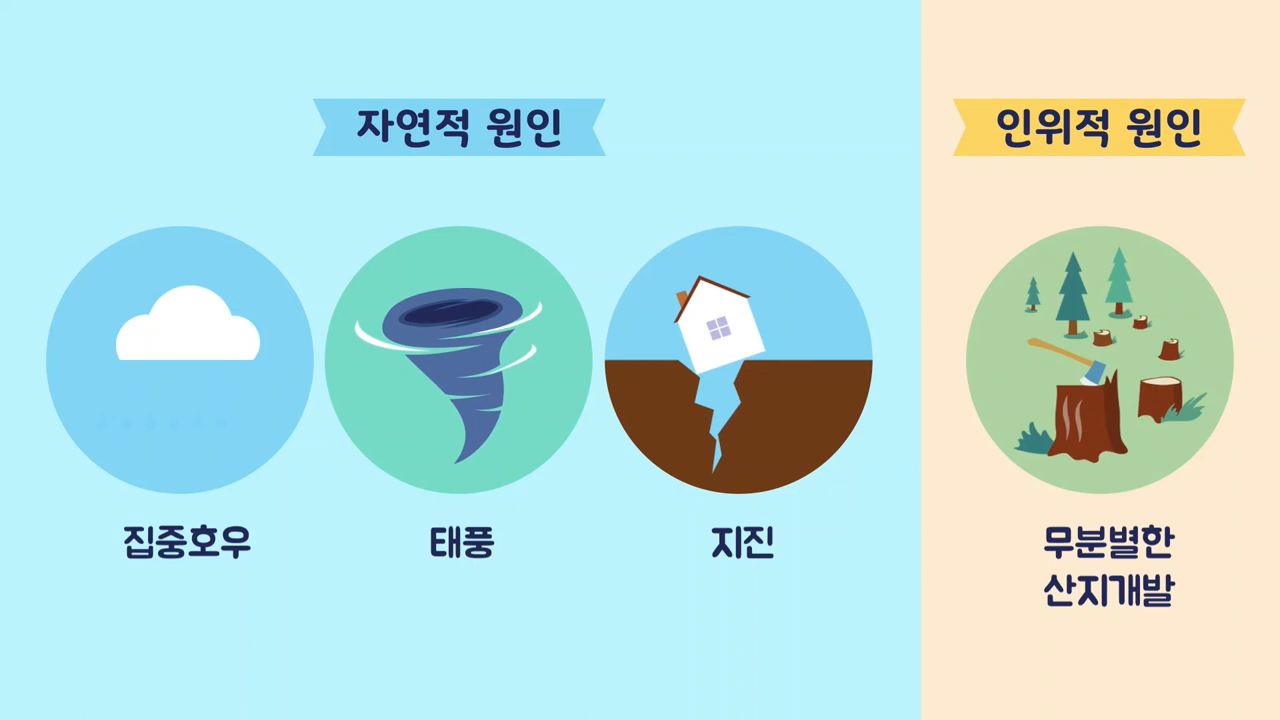 자연적 원인
인위적 원인
집중호우
태풍
지진
무분별한
산지개발